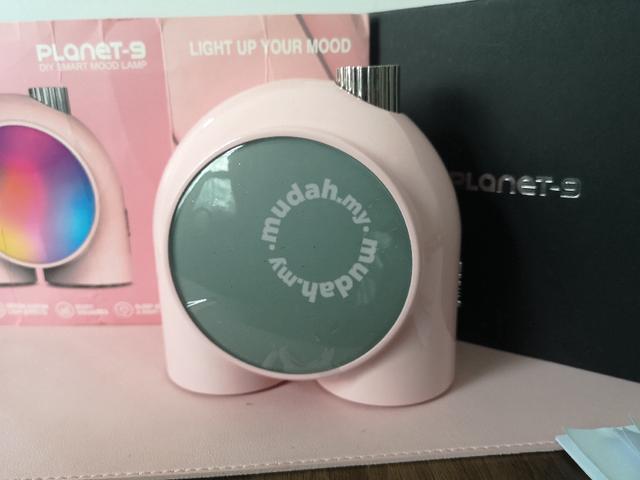 PLANET-9
DIY SMART MOOD LAMP
LIGHT UP YOUR MOOD
PLANET-9
mudah.my
mudah.my